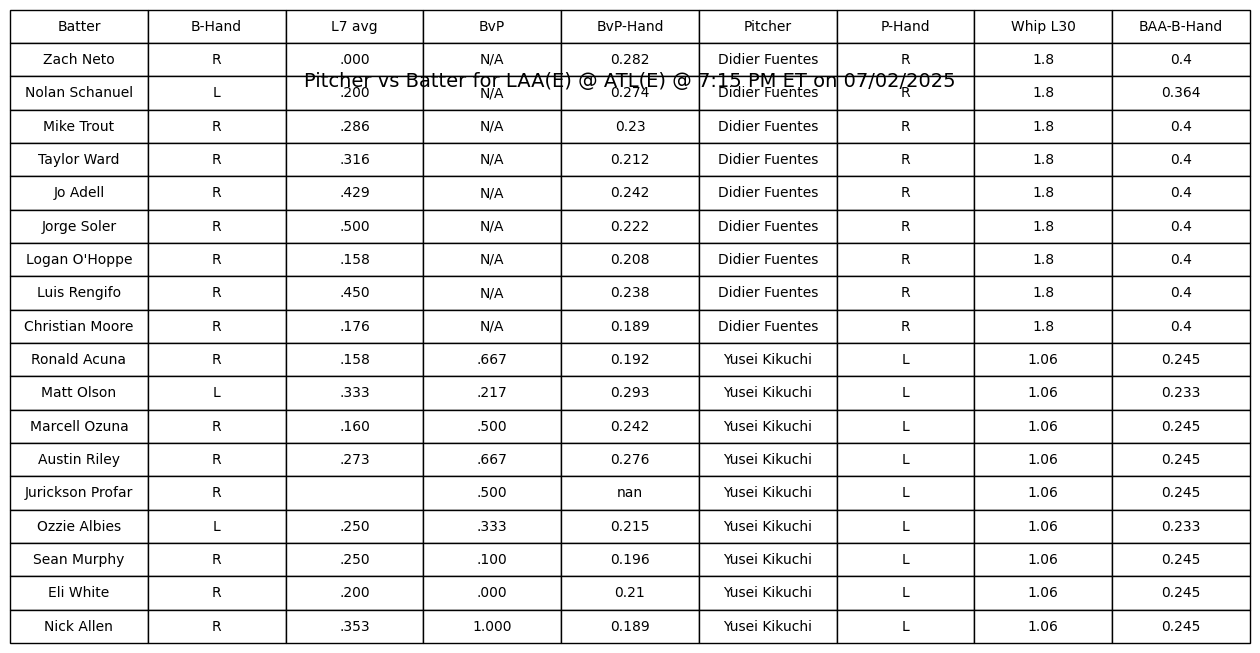 Batter B-Hand L7 avg BvP BvP-Hand Pitcher P-Hand Whip L30 BAA-B-Hand
Zach Neto R .000 N/A 0.282 Didier Fuentes R 1.8 0.4
Pitcher vs Batter for LAA(E) @ ATL(E) @ 7:15 PM ET on 07/02/2025
Nolan Schanuel L .200 N/A 0.274 Didier Fuentes R 1.8 0.364
Mike Trout R .286 N/A 0.23 Didier Fuentes R 1.8 0.4
Taylor Ward R .316 N/A 0.212 Didier Fuentes R 1.8 0.4
Jo Adell R .429 N/A 0.242 Didier Fuentes R 1.8 0.4
Jorge Soler R .500 N/A 0.222 Didier Fuentes R 1.8 0.4
Logan O'Hoppe R .158 N/A 0.208 Didier Fuentes R 1.8 0.4
Luis Rengifo R .450 N/A 0.238 Didier Fuentes R 1.8 0.4
Christian Moore R .176 N/A 0.189 Didier Fuentes R 1.8 0.4
Ronald Acuna R .158 .667 0.192 Yusei Kikuchi L 1.06 0.245
Matt Olson L .333 .217 0.293 Yusei Kikuchi L 1.06 0.233
Marcell Ozuna R .160 .500 0.242 Yusei Kikuchi L 1.06 0.245
Austin Riley R .273 .667 0.276 Yusei Kikuchi L 1.06 0.245
Jurickson Profar R .500 nan Yusei Kikuchi L 1.06 0.245
Ozzie Albies L .250 .333 0.215 Yusei Kikuchi L 1.06 0.233
Sean Murphy R .250 .100 0.196 Yusei Kikuchi L 1.06 0.245
Eli White R .200 .000 0.21 Yusei Kikuchi L 1.06 0.245
Nick Allen R .353 1.000 0.189 Yusei Kikuchi L 1.06 0.245